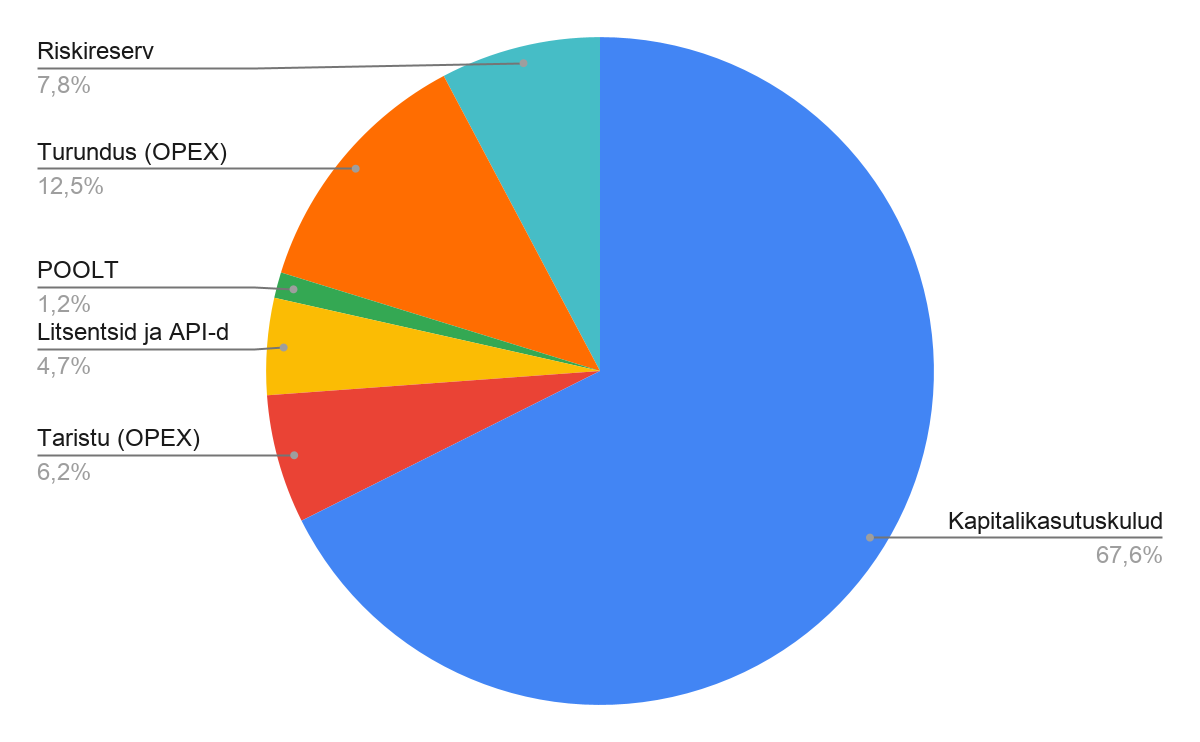 Riskireserv
7,8%
Turundus (OPEX)
12,5%
POOLT
1,2%
Litsentsid ja API-d
4,7%
Taristu (OPEX)
6,2%
Kapitalikasutuskulud
67,6%